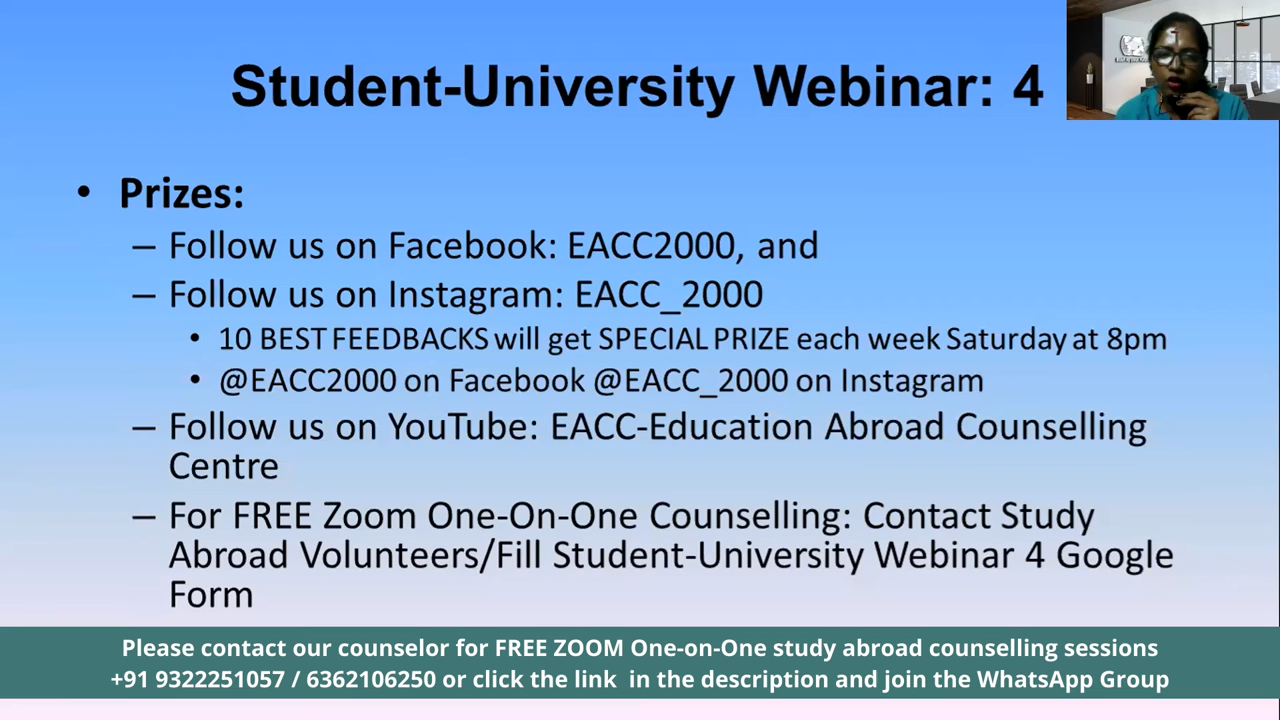 Student-University Webinar: 4
• Prizes:
– Follow us on Facebook: EACC2000, and
– Follow us on Instagram: EACC_2000
• 10 BEST FEEDBACKS will get SPECIAL PRIZE each week Saturday at 8pm
• @EACC2000 on Facebook @EACC_2000 on Instagram
– Follow us on YouTube: EACC-Education Abroad Counselling
Centre
– For FREE Zoom One-On-One Counselling: Contact Study
Abroad Volunteers/Fill Student-University Webinar 4 Google
Form
Please contact our counselor for FREE ZOOM One-on-One study abroad counselling sessions
+91 9322251057 / 6362106250 or click the link in the description and join the WhatsApp Group